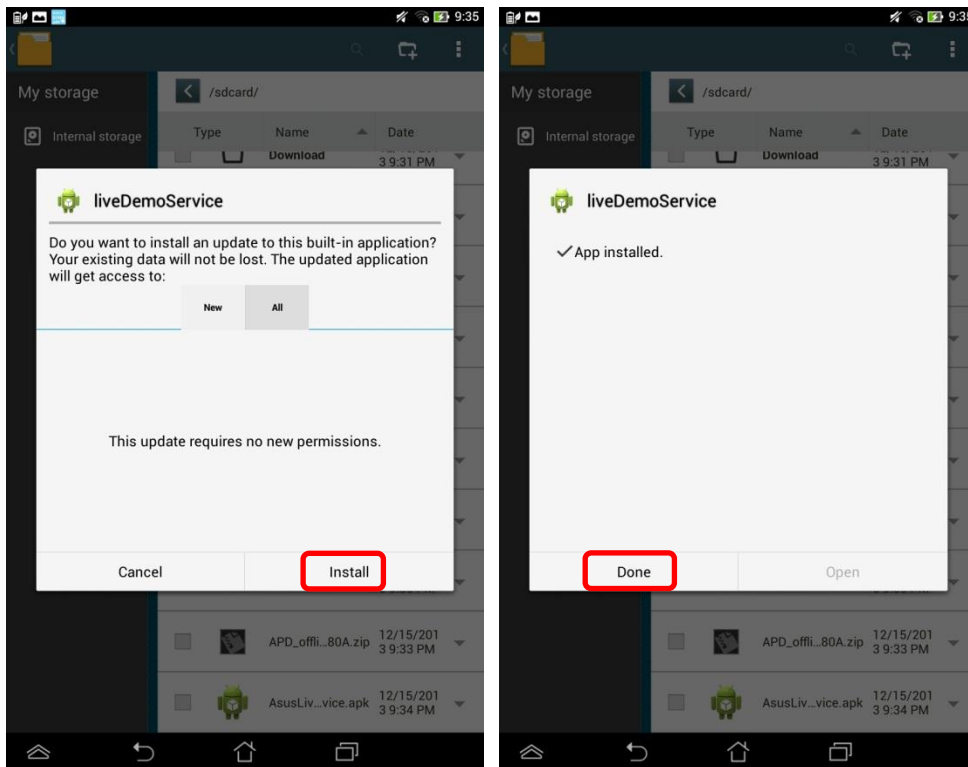 9:35
My storage
/sdcard/
Internal storage
Type Name Date
Download
3 9:31 PM
liveDemoService
Do you want to install an update to this built-in application?
Your existing data will not be lost. The updated application
will get access to:
New All
This update requires no new permissions.
Cancel Install
APD_offli...80A.zip 12/15/201
3 9:33 PM
AsusLiv...vice.apk 12/15/201
3 9:34 PM
9:35
My storage
/sdcard/
Internal storage
Type Name Date
Download
3 9:31 PM
liveDemoService
App installed.
Done Open
APD_offli...80A.zip 12/15/201
3 9:33 PM
AsusLiv...vice.apk 12/15/201
3 9:34 PM